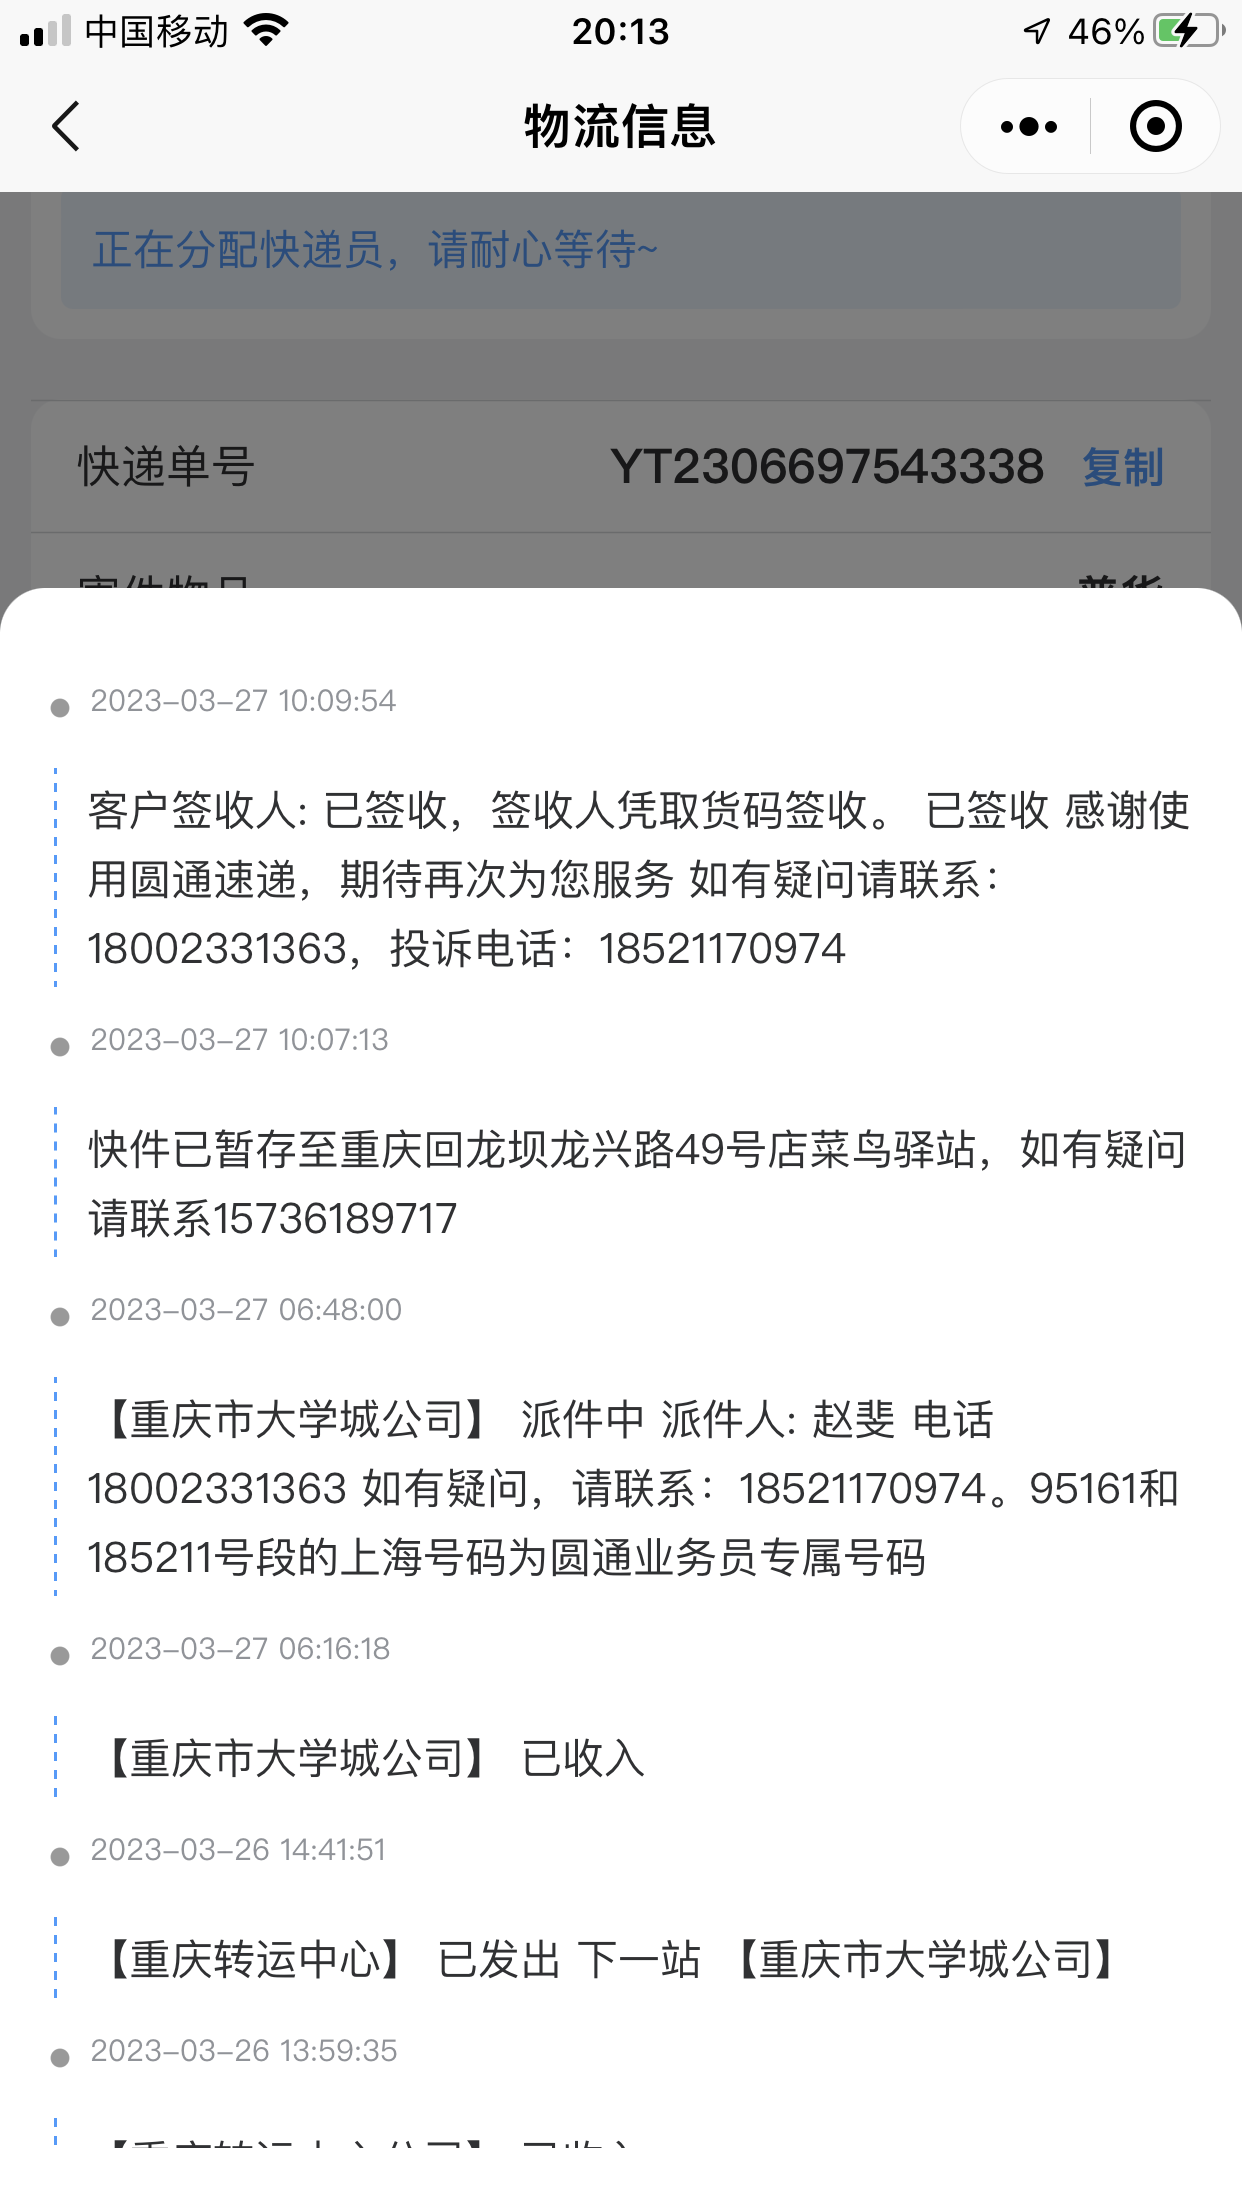 中国移动
20:13
46%
物流信息
正在分配快递员，请耐心等待~
快递单号
YT2306697543338 复制
2023-03-27 10:09:54
客户签收人: 已签收，签收人凭取货码签收。 已签收 感谢使
用圆通速递，期待再次为您服务 如有疑问请联系：
18002331363，投诉电话：18521170974
2023-03-27 10:07:13
快件已暂存至重庆回龙坝龙兴路49号店菜鸟驿站，如有疑问
请联系15736189717
2023-03-27 06:48:00
【重庆市大学城公司】 派件中 派件人: 赵斐 电话
18002331363 如有疑问，请联系：18521170974。95161和
185211号段的上海号码为圆通业务员专属号码
2023-03-27 06:16:18
【重庆市大学城公司】 已收入
2023-03-26 14:41:51
【重庆转运中心】 已发出 下一站 【重庆市大学城公司】
2023-03-26 13:59:35